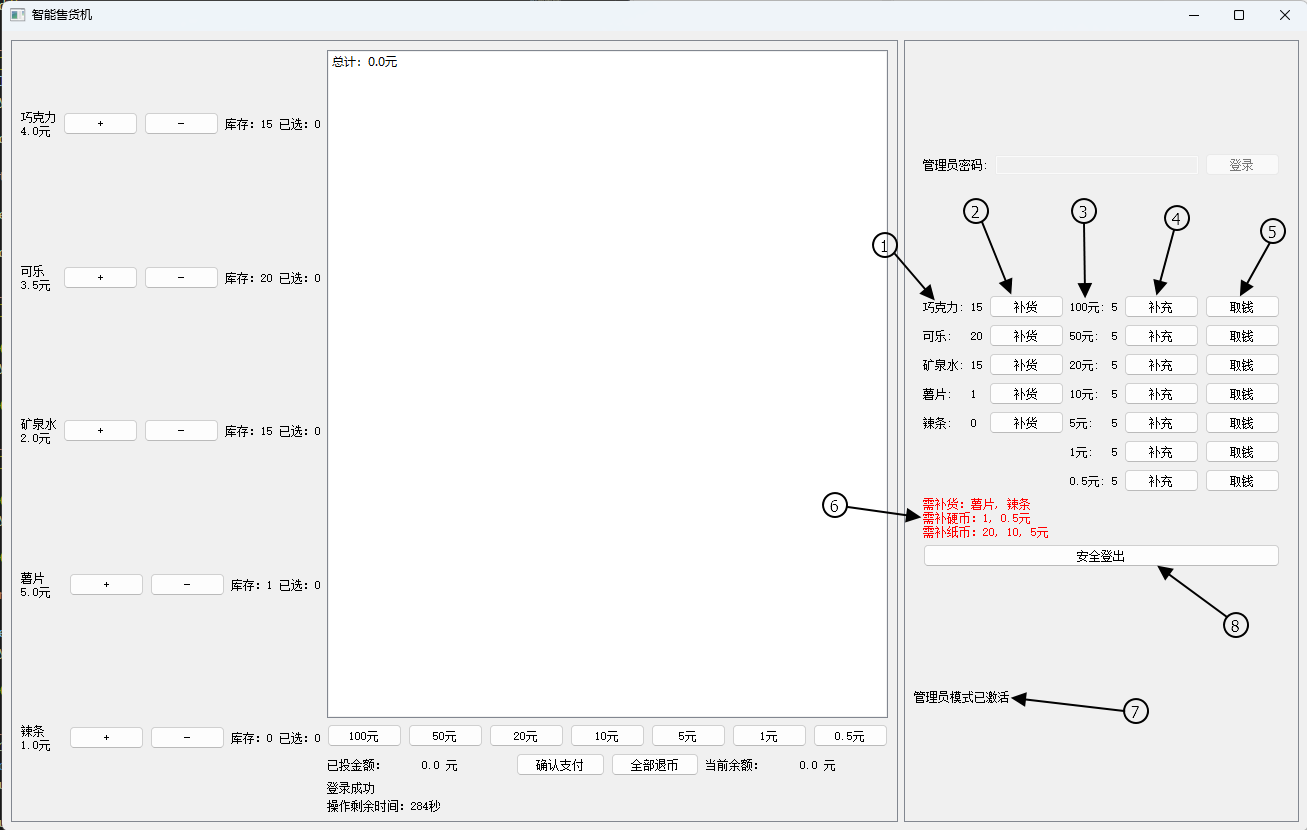 智能售货机
总计: 0.0元
巧克力
4.0元
+
-
库存: 15 已选: 0
可乐
3.5元
+
-
库存: 20 已选: 0
矿泉水
2.0元
+
-
库存: 15 已选: 0
薯片
5.0元
+
-
库存: 1 已选: 0
辣条
1.0元
+
-
库存: 0 已选: 0
100元 50元 20元 10元 5元 1元 0.5元
已投金额: 0.0 元 确认支付 全部退币 当前余额: 0.0 元
登录成功
操作剩余时间: 284秒
管理员密码: 登录
1 2 3 4 5
巧克力: 15 补货 100元: 5 补充 取钱
可乐: 20 补货 50元: 5 补充 取钱
矿泉水: 15 补货 20元: 5 补充 取钱
薯片: 1 补货 10元: 5 补充 取钱
辣条: 0 补货 5元: 5 补充 取钱
1元: 5 补充 取钱
0.5元: 5 补充 取钱
6
需补货: 薯片, 辣条
需补硬币: 1, 0.5元
需补纸币: 20, 10, 5元
安全登出
8
管理员模式已激活
7